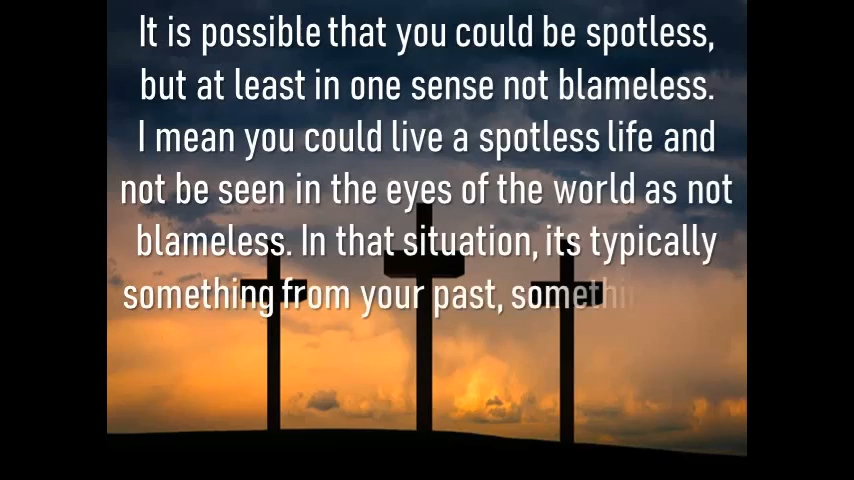 It is possible that you could be spotless,
but at least in one sense not blameless.
I mean you could live a spotless life and
not be seen in the eyes of the world as not
blameless. In that situation, its typically
something from your past,